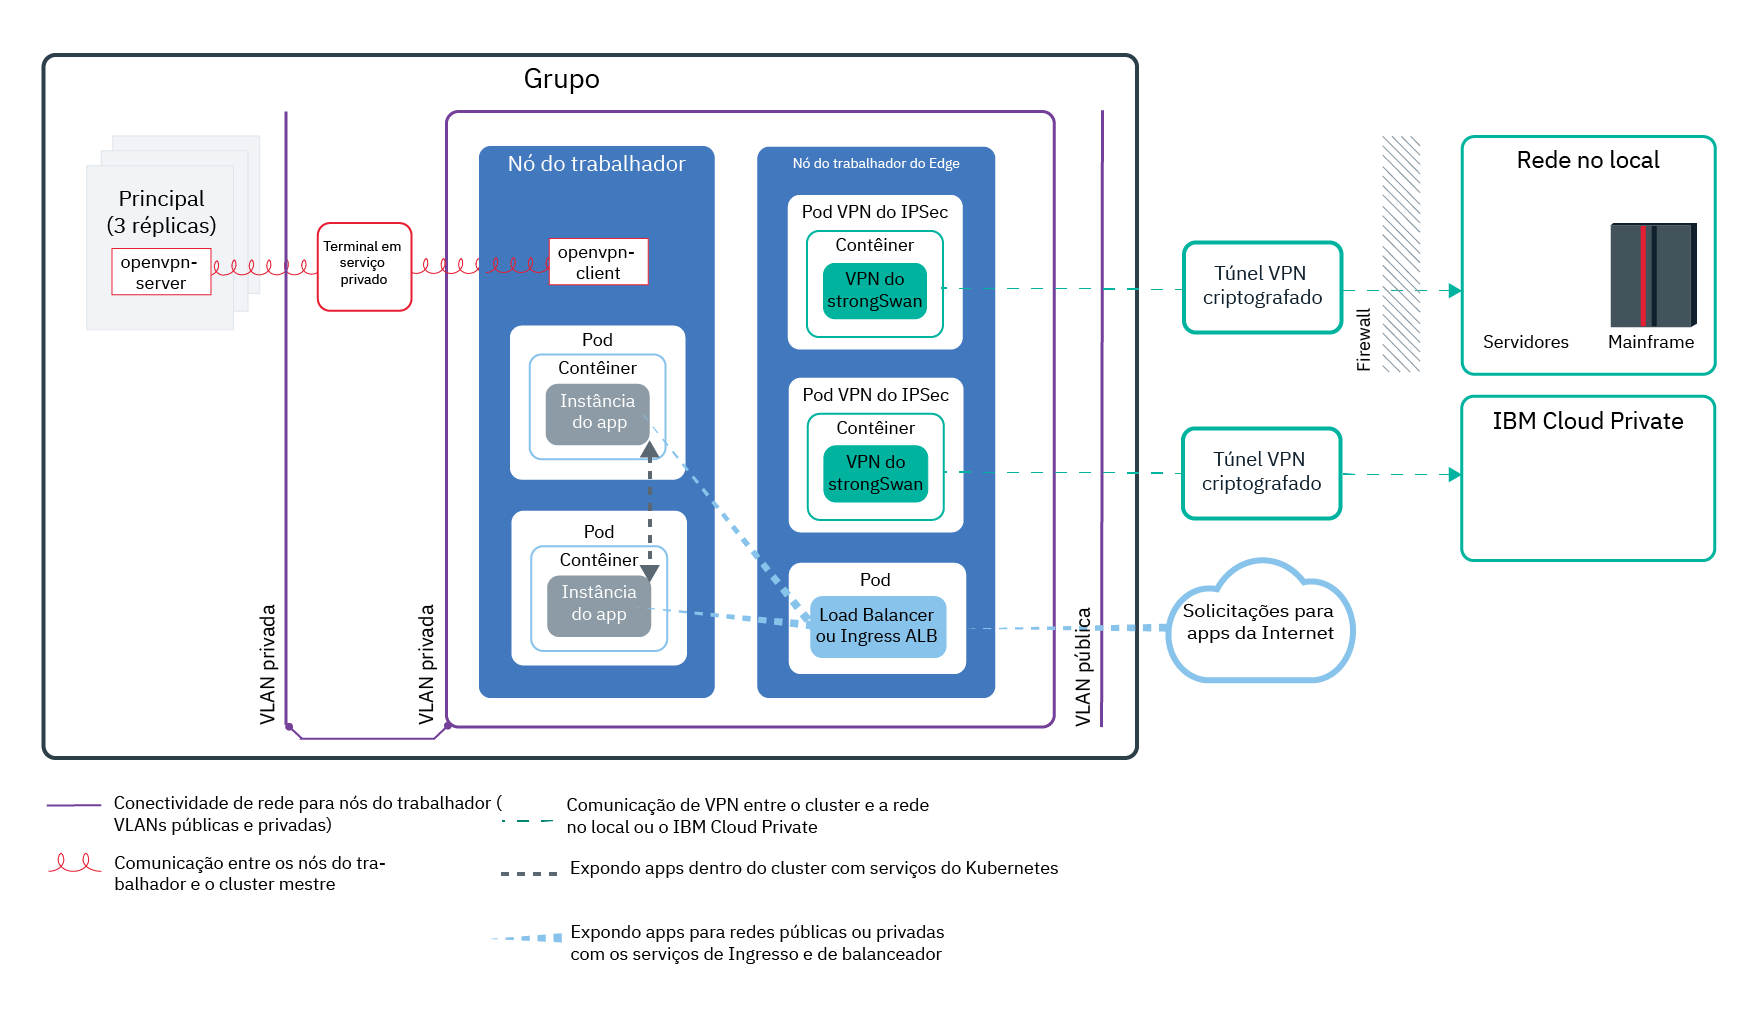 Grupo
Principal
(3 réplicas)
openvpn-
server
VLAN privada
Terminal em
serviço
privado
VLAN privada
Nó do trabalhador
openvpn-
client
Pod
Contêiner
Instância
do app
Pod
Contêiner
Instância
do app
Nó do trabalhador do Edge
Pod VPN do IPSec
Contêiner
VPN do
strongSwan
Pod VPN do IPSec
Contêiner
VPN do
strongSwan
Pod
Load Balancer
ou Ingress ALB
VLAN pública
Túnel VPN
criptografado
Firewall
Rede no local
Servidores
Mainframe
Túnel VPN
criptografado
IBM Cloud Private
Solicitações para
apps da Internet
Conectividade de rede para nós do trabalhador (
VLANs públicas e privadas)
Comunicação entre os nós do tra-
balhador e o cluster mestre
Comunicação de VPN entre o cluster e a rede
no local ou o IBM Cloud Private
Expondo apps dentro do cluster com serviços do Kubernetes
Expondo apps para redes públicas ou privadas
com os serviços de Ingresso e de balanceador